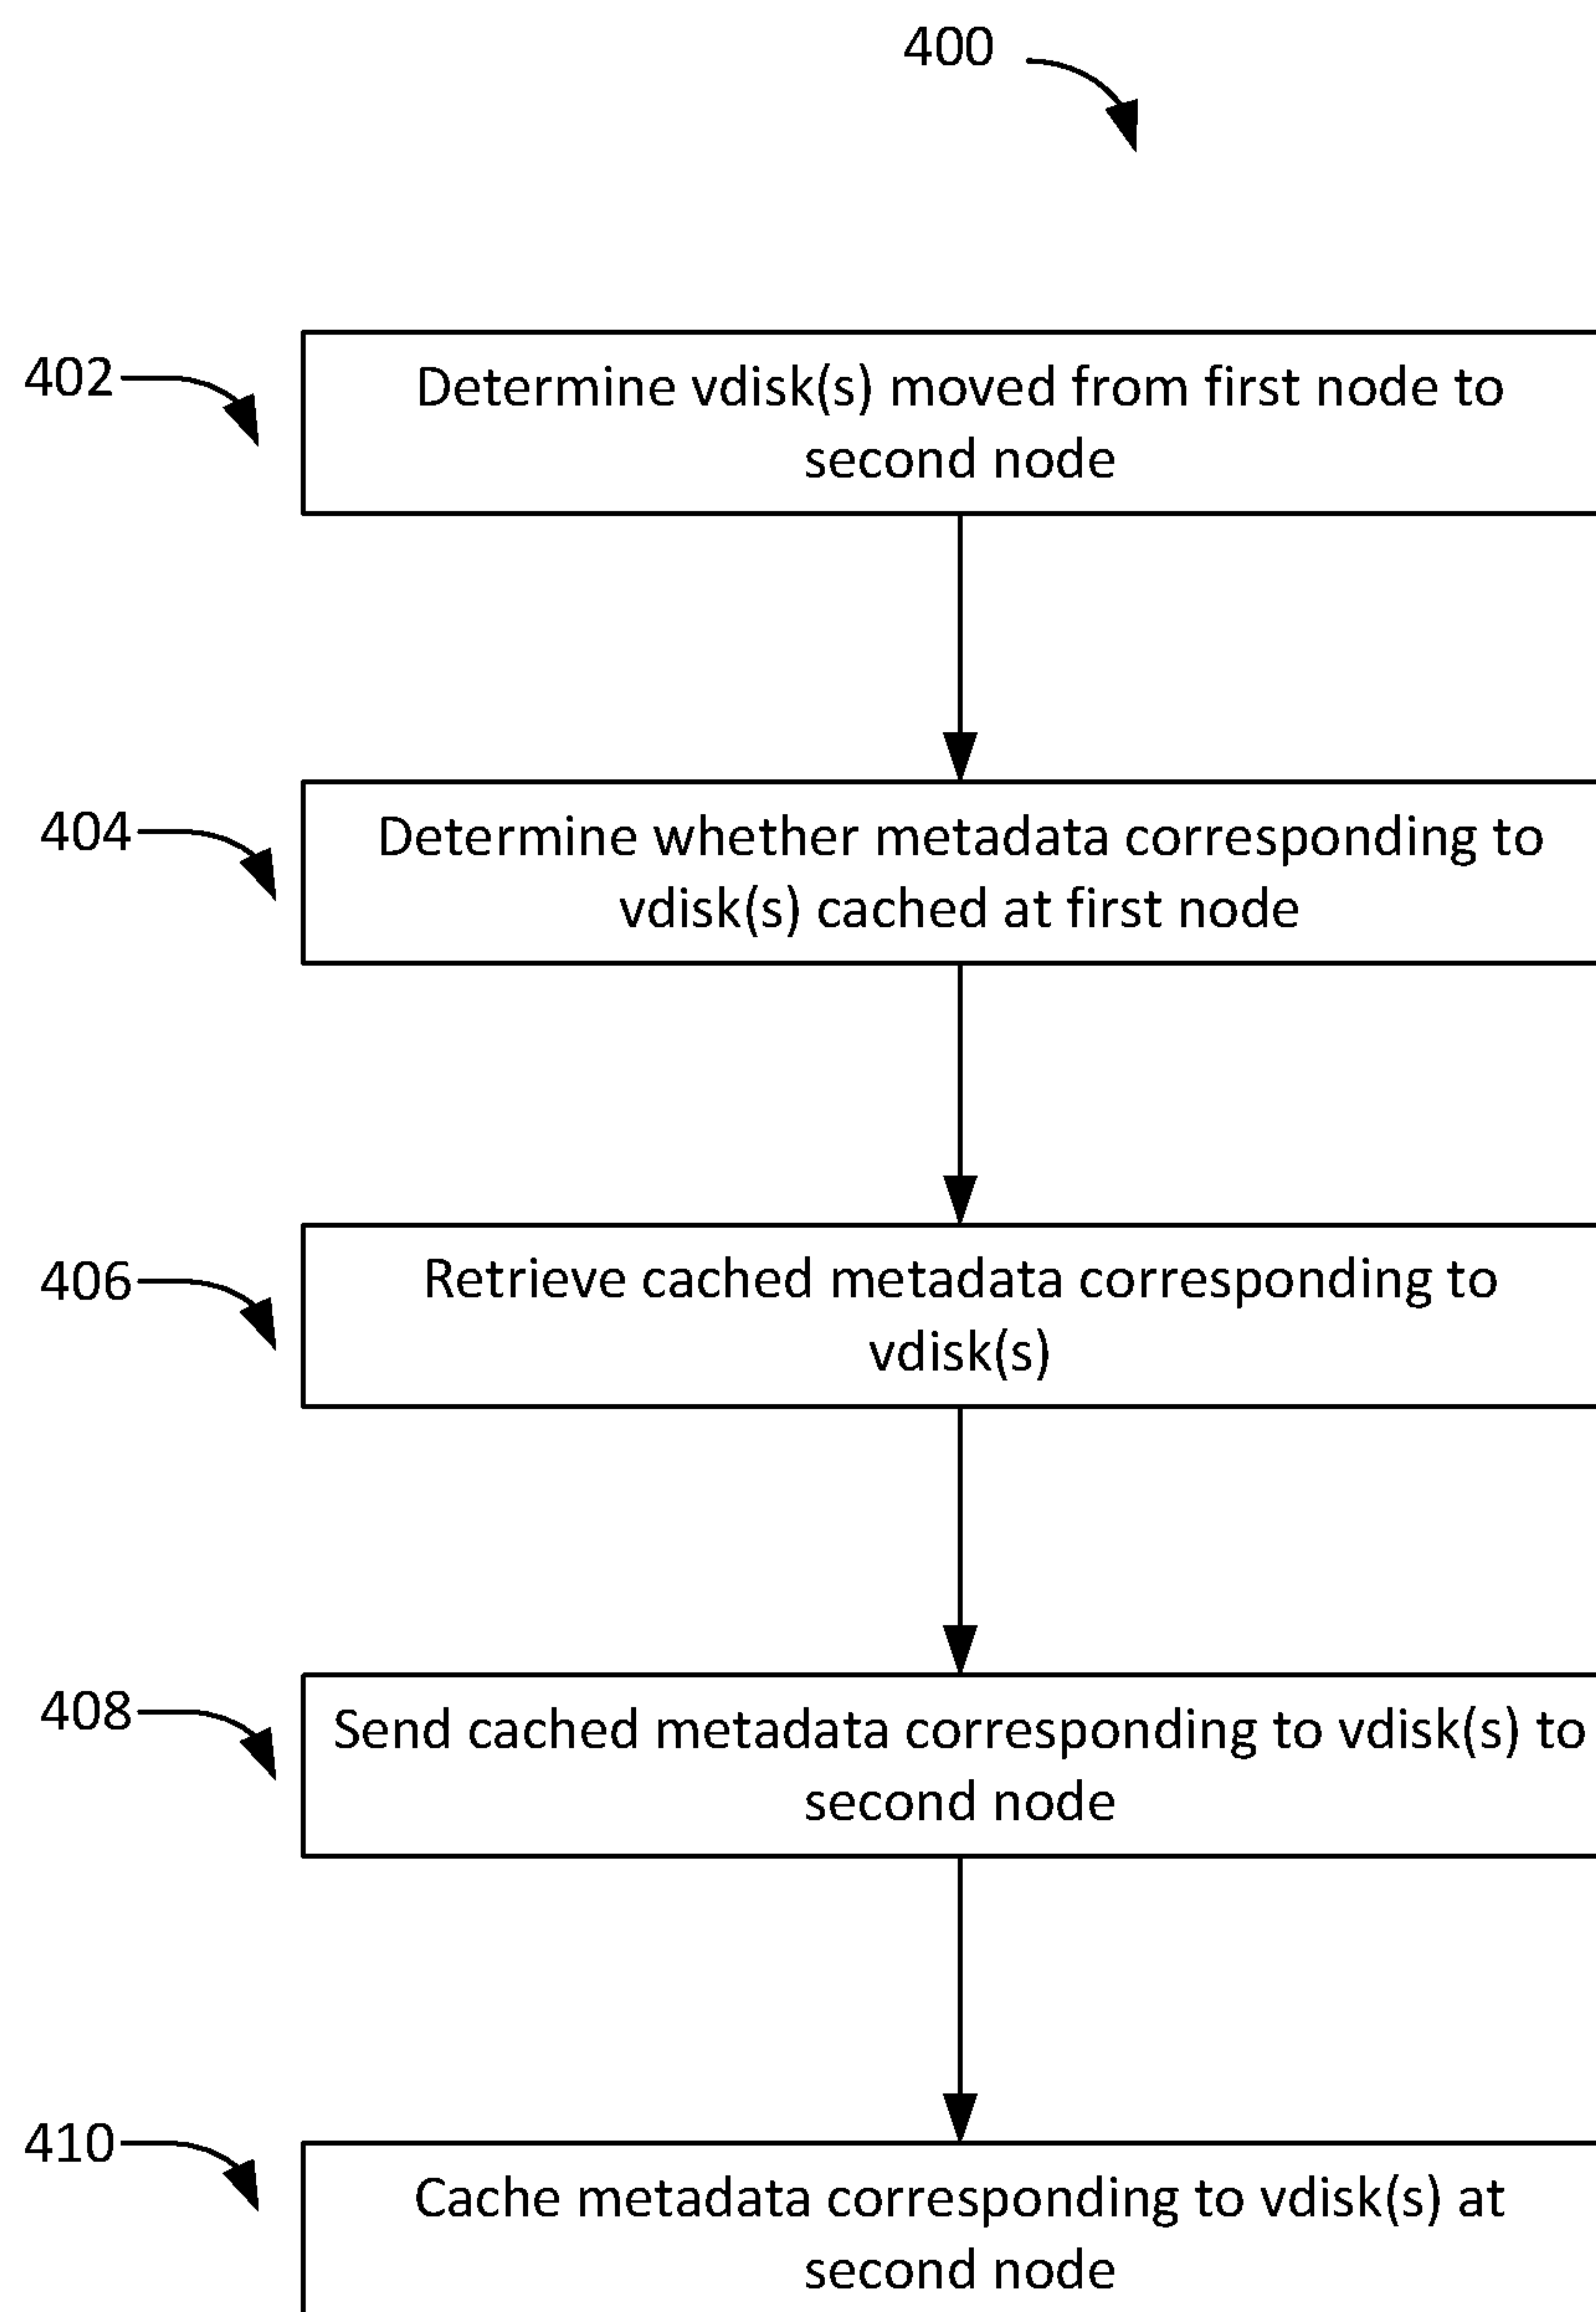 400
402
Determine vdisk(s) moved from first node to
second node
404
Determine whether metadata corresponding to
vdisk(s) cached at first node
406
Retrieve cached metadata corresponding to
vdisk(s)
408
Send cached metadata corresponding to vdisk(s) to
second node
410
Cache metadata corresponding to vdisk(s) at
second node